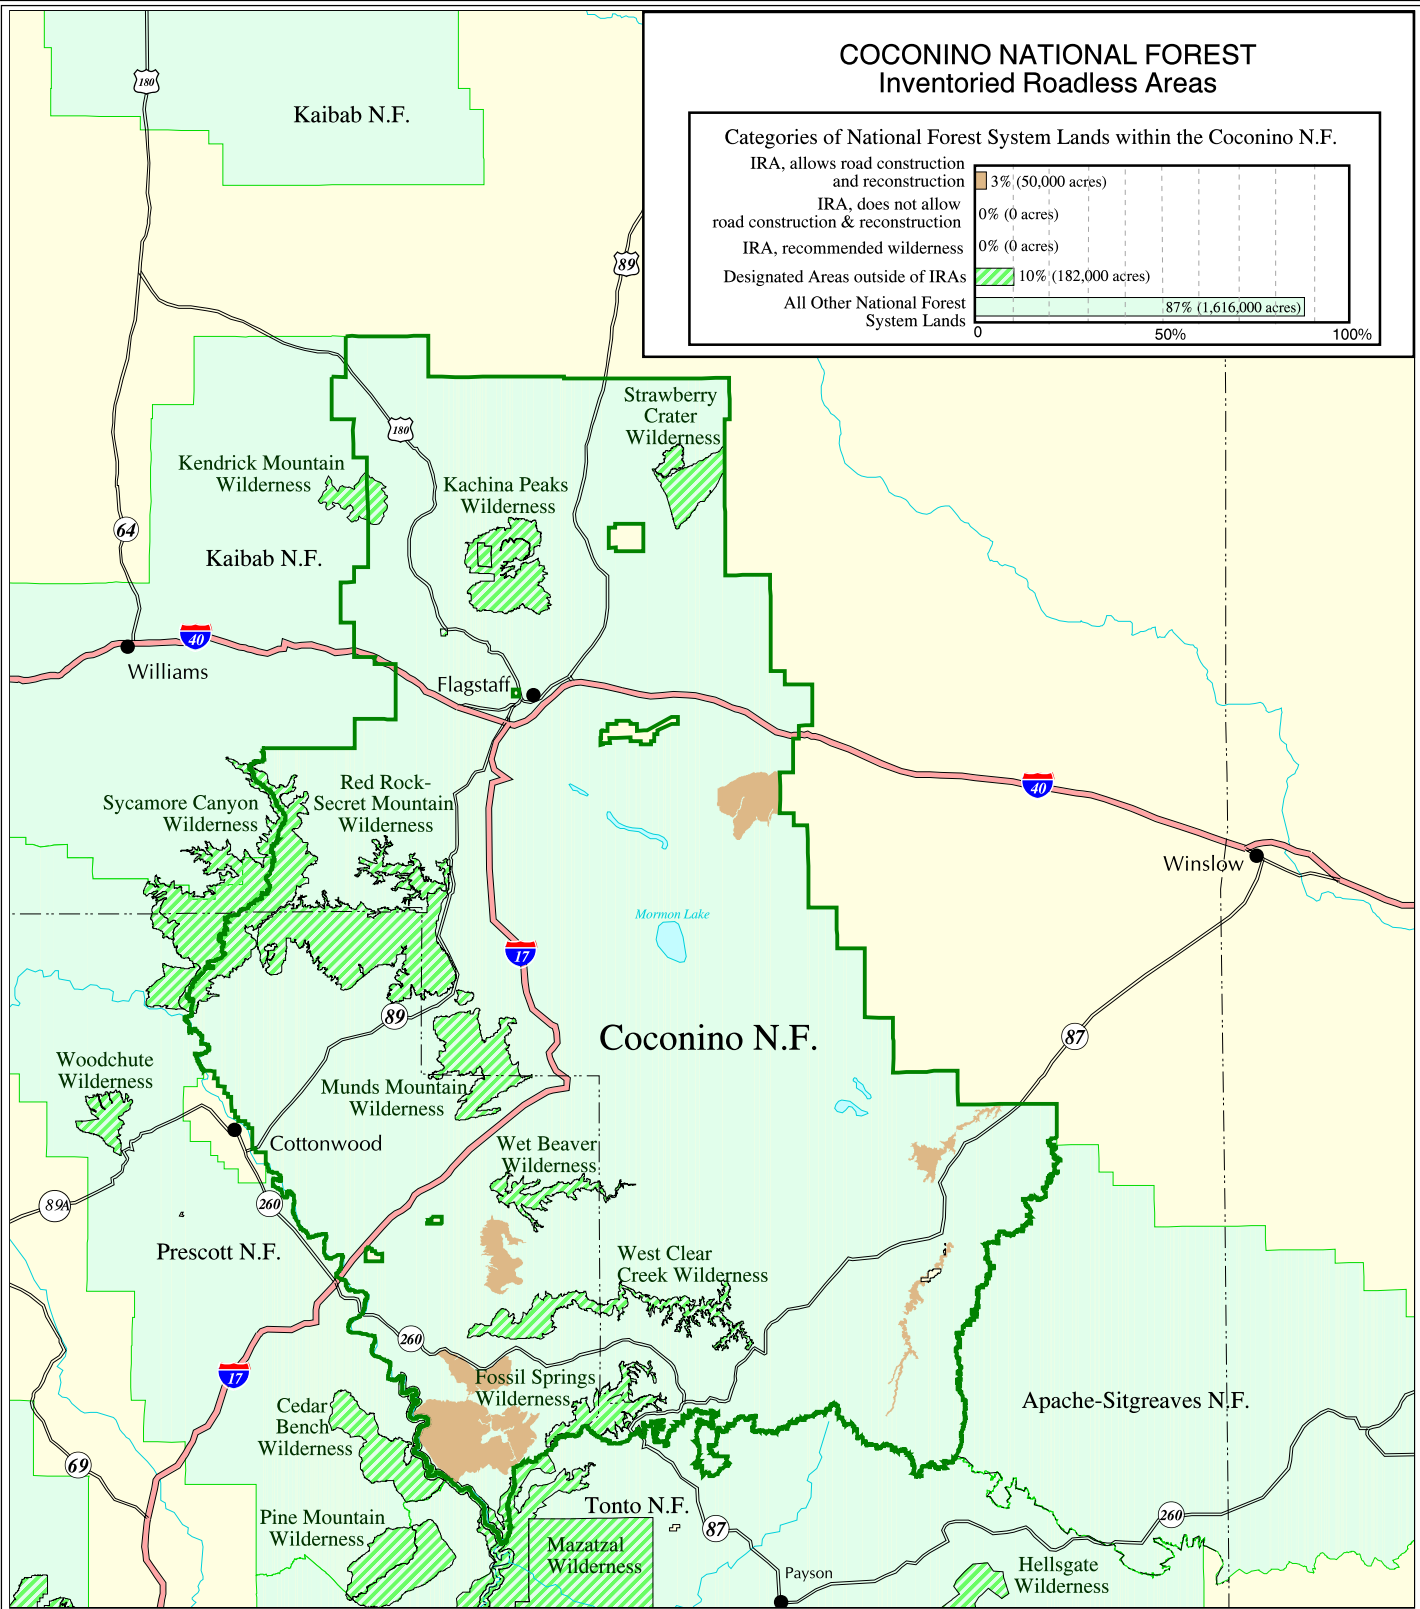 COCONINO NATIONAL FOREST
Inventoried Roadless Areas
Categories of National Forest System Lands within the Coconino N.F.
IRA, allows road construction
and reconstruction
3% (50,000 acres)
IRA, does not allow
road construction & reconstruction
0% (0 acres)
IRA, recommended wilderness
0% (0 acres)
Designated Areas outside of IRAs
10% (182,000 acres)
All Other National Forest
System Lands
87% (1,616,000 acres)
0 50% 100%
180
Kaibab N.F.
89
Strawberry
Crater
Wilderness
180
Kendrick Mountain
Wilderness
Kachina Peaks
Wilderness
64
Kaibab N.F.
40
Williams
Flagstaff
40
Red Rock-
Secret Mountain
Wilderness
Sycamore Canyon
Wilderness
Winslow
Mormon Lake
17
89
Coconino N.F.
87
Woodchute
Wilderness
Munds Mountain
Wilderness
Cottonwood
Wet Beaver
Wilderness
89A
260
Prescott N.F.
West Clear
Creek Wilderness
260
17
Fossil Springs
Wilderness
Cedar
Bench
Wilderness
Apache-Sitgreaves N.F.
69
Tonto N.F.
87
260
Pine Mountain
Wilderness
Mazatzal
Wilderness
Payson
Hellsgate
Wilderness